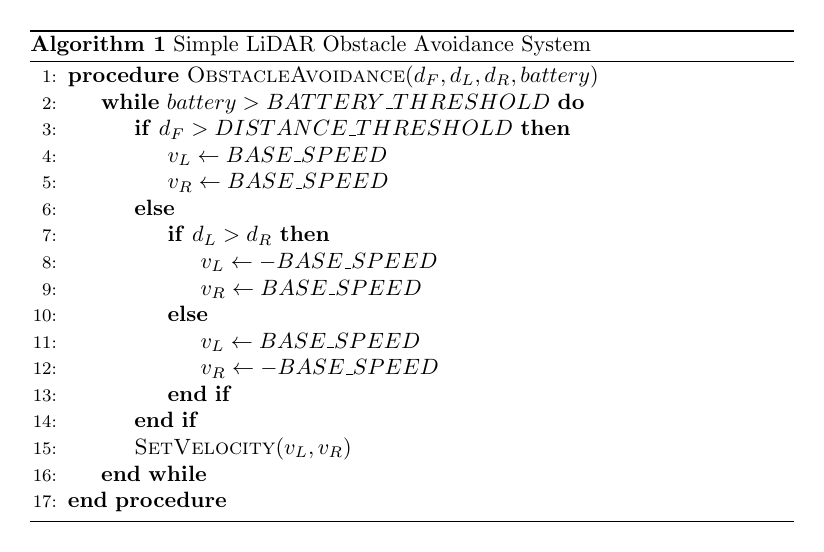 Algorithm 1 Simple LiDAR Obstacle Avoidance System
1: procedure ObstacleAvoidance(d_F, d_L, d_R, battery)
2: while battery > BATTERY_THRESHOLD do
3: if d_F > DISTANCE_THRESHOLD then
4: v_L ← BASE_SPEED
5: v_R ← BASE_SPEED
6: else
7: if d_L > d_R then
8: v_L ← −BASE_SPEED
9: v_R ← BASE_SPEED
10: else
11: v_L ← BASE_SPEED
12: v_R ← −BASE_SPEED
13: end if
14: end if
15: SetVelocity(v_L, v_R)
16: end while
17: end procedure